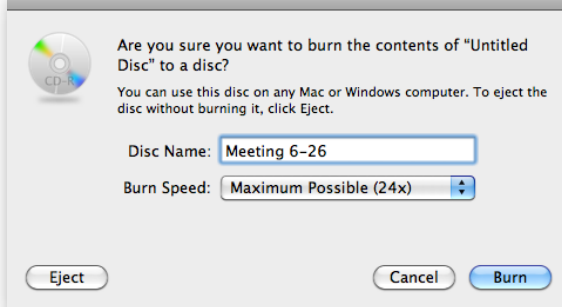 Are you sure you want to burn the contents of “Untitled
Disc” to a disc?
CD-R
You can use this disc on any Mac or Windows computer. To eject the
disc without burning it, click Eject.
Disc Name: Meeting 6-26
Burn Speed: Maximum Possible (24x)
Eject Cancel Burn